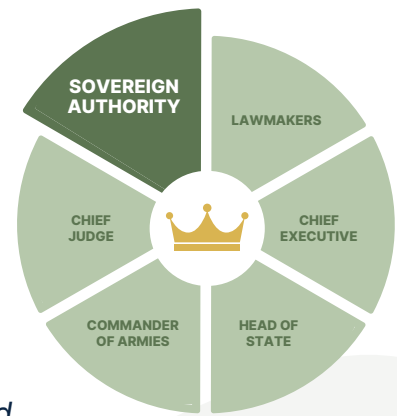 SOVEREIGN
AUTHORITY
LAWMAKERS
CHIEF
EXECUTIVE
HEAD OF
STATE
COMMANDER
OF ARMIES
CHIEF
JUDGE